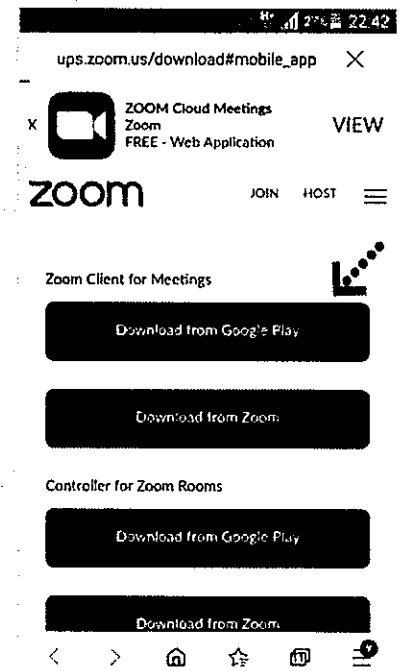 22:42
ups.zoom.us/download#mobile_app
ZOOM Cloud Meetings
Zoom
FREE - Web Application
VIEW
zoom
JOIN HOST
Zoom Client for Meetings
Download from Google Play
Download from Zoom
Controller for Zoom Rooms
Download from Google Play
Download from Zoom